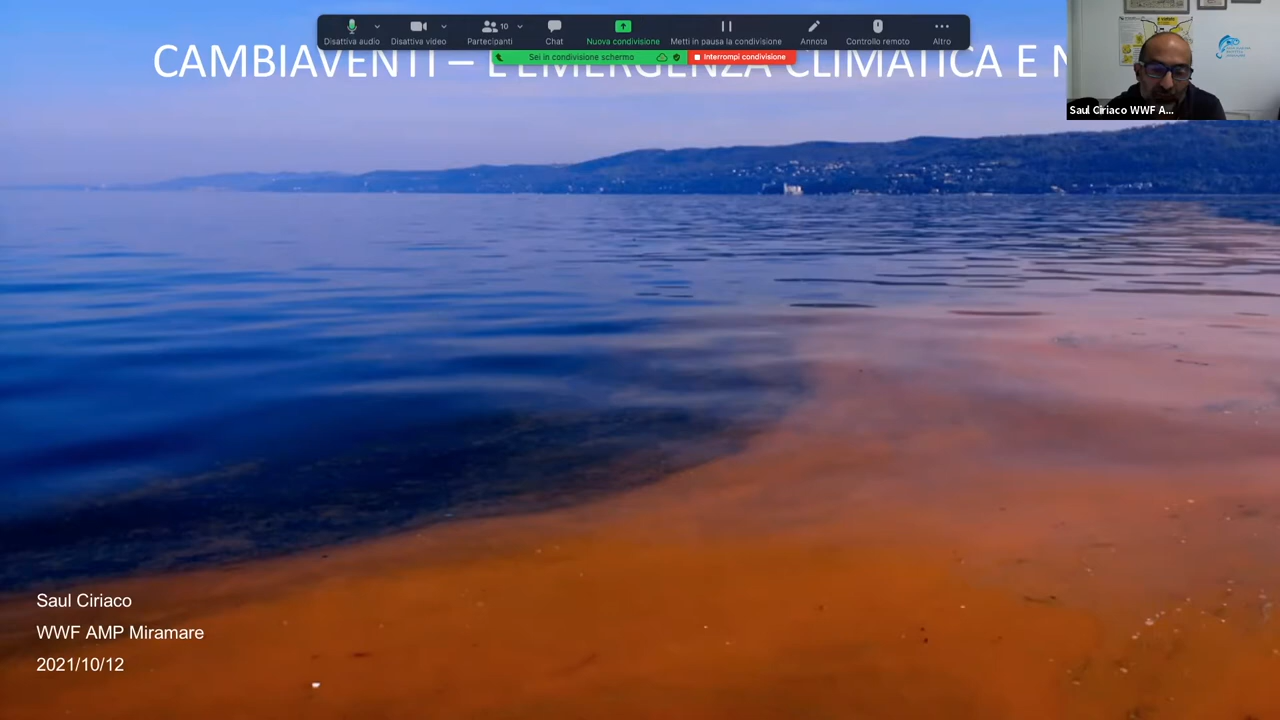 Disattiva audio
Disattiva video
10
Partecipanti
Chat
Nuova condivisione
Metti in pausa la condivisione
Annota
Controllo remoto
Altro
Sei in condivisione schermo
Interrompi condivisione
CAMBIAVENTI – L'EMERGENZA CLIMATICA E N
Saul Ciriaco WWF A...
Saul Ciriaco
WWF AMP Miramare
2021/10/12